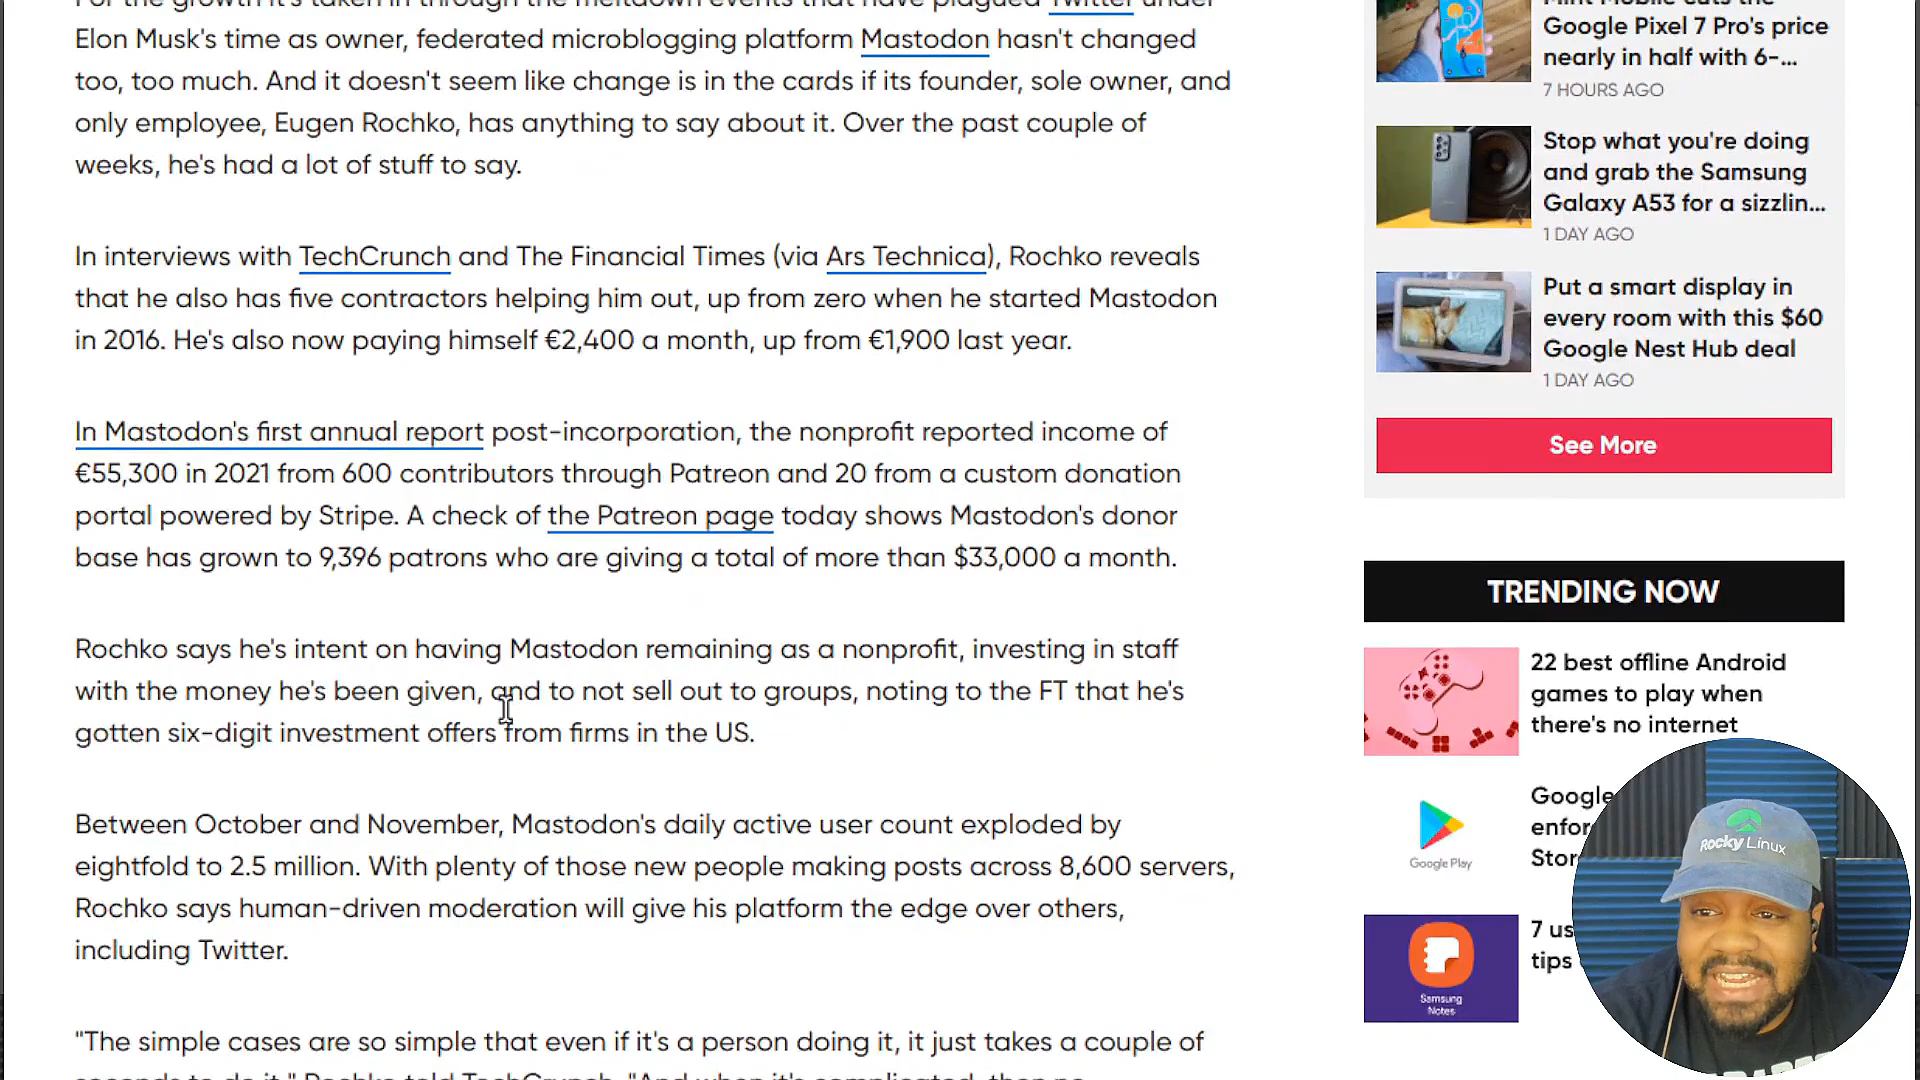 For the growth it's taken in through the meltdown events that have plagued Twitter under
Elon Musk's time as owner, federated microblogging platform Mastodon hasn't changed
too, too much. And it doesn't seem like change is in the cards if its founder, sole owner, and
only employee, Eugen Rochko, has anything to say about it. Over the past couple of
weeks, he's had a lot of stuff to say.
In interviews with TechCrunch and The Financial Times (via Ars Technica), Rochko reveals
that he also has five contractors helping him out, up from zero when he started Mastodon
in 2016. He's also now paying himself €2,400 a month, up from €1,900 last year.
In Mastodon's first annual report post-incorporation, the nonprofit reported income of
€55,300 in 2021 from 600 contributors through Patreon and 20 from a custom donation
portal powered by Stripe. A check of the Patreon page today shows Mastodon's donor
base has grown to 9,396 patrons who are giving a total of more than $33,000 a month.
Rochko says he's intent on having Mastodon remaining as a nonprofit, investing in staff
with the money he's been given, and to not sell out to groups, noting to the FT that he's
gotten six-digit investment offers from firms in the US.
Between October and November, Mastodon's daily active user count exploded by
eightfold to 2.5 million. With plenty of those new people making posts across 8,600 servers,
Rochko says human-driven moderation will give his platform the edge over others,
including Twitter.
"The simple cases are so simple that even if it's a person doing it, it just takes a couple of
seconds to do it," Rochko told TechCrunch. "And when it's complicated, then no
Mint Mobile cuts the
Google Pixel 7 Pro's price
nearly in half with 6-...
7 HOURS AGO
Stop what you're doing
and grab the Samsung
Galaxy A53 for a sizzlin...
1 DAY AGO
Put a smart display in
every room with this $60
Google Nest Hub deal
1 DAY AGO
See More
TRENDING NOW
22 best offline Android
games to play when
there's no internet
Google
enfor
Stor
Google Play
7 us
tips
Samsung
Notes
Rocky Linux